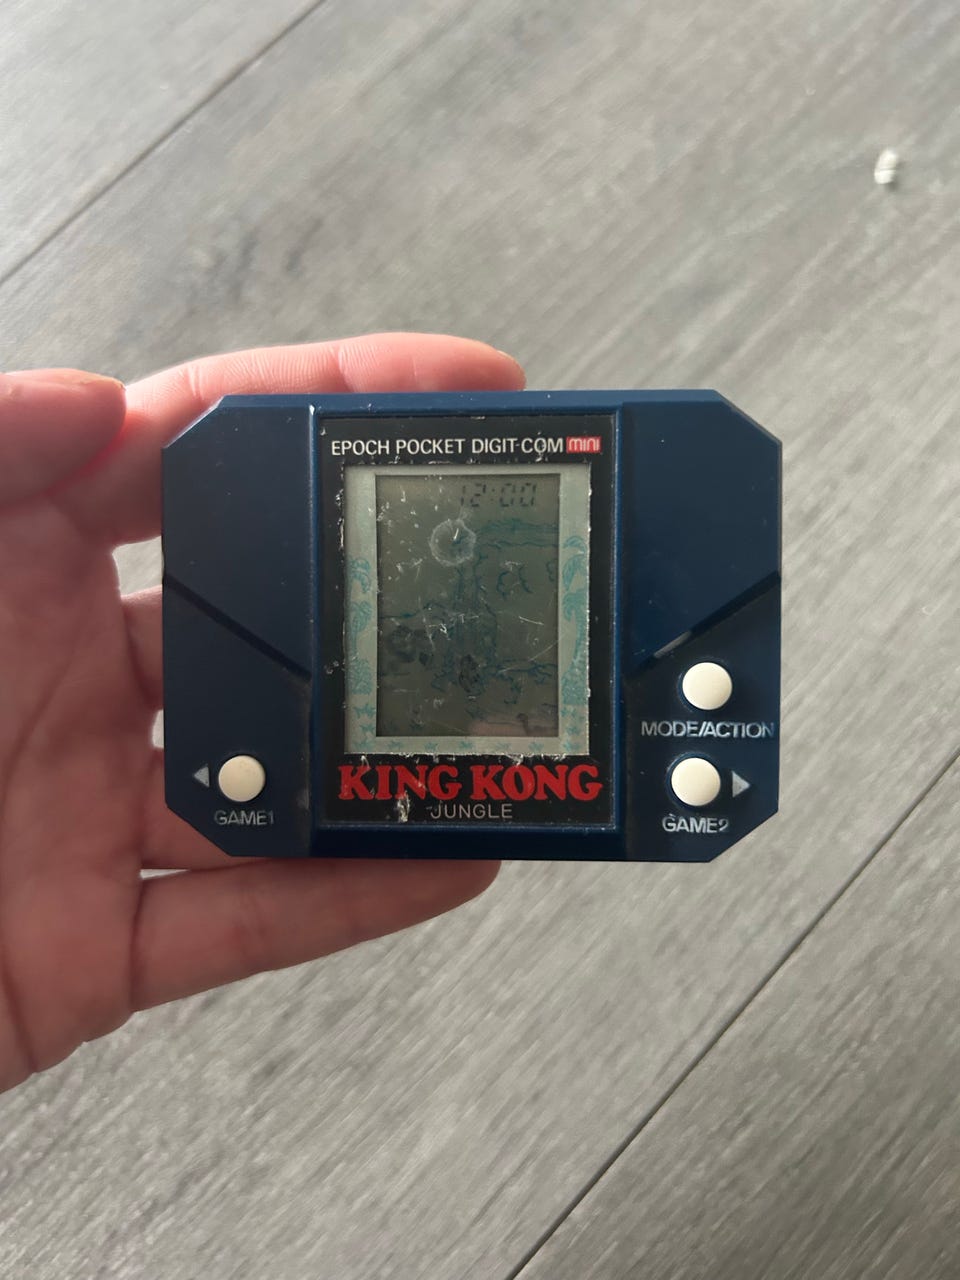 EPOCH POCKET DIGIT-COM mini
12:00
KING KONG
JUNGLE
MODE/ACTION
GAME1
GAME2